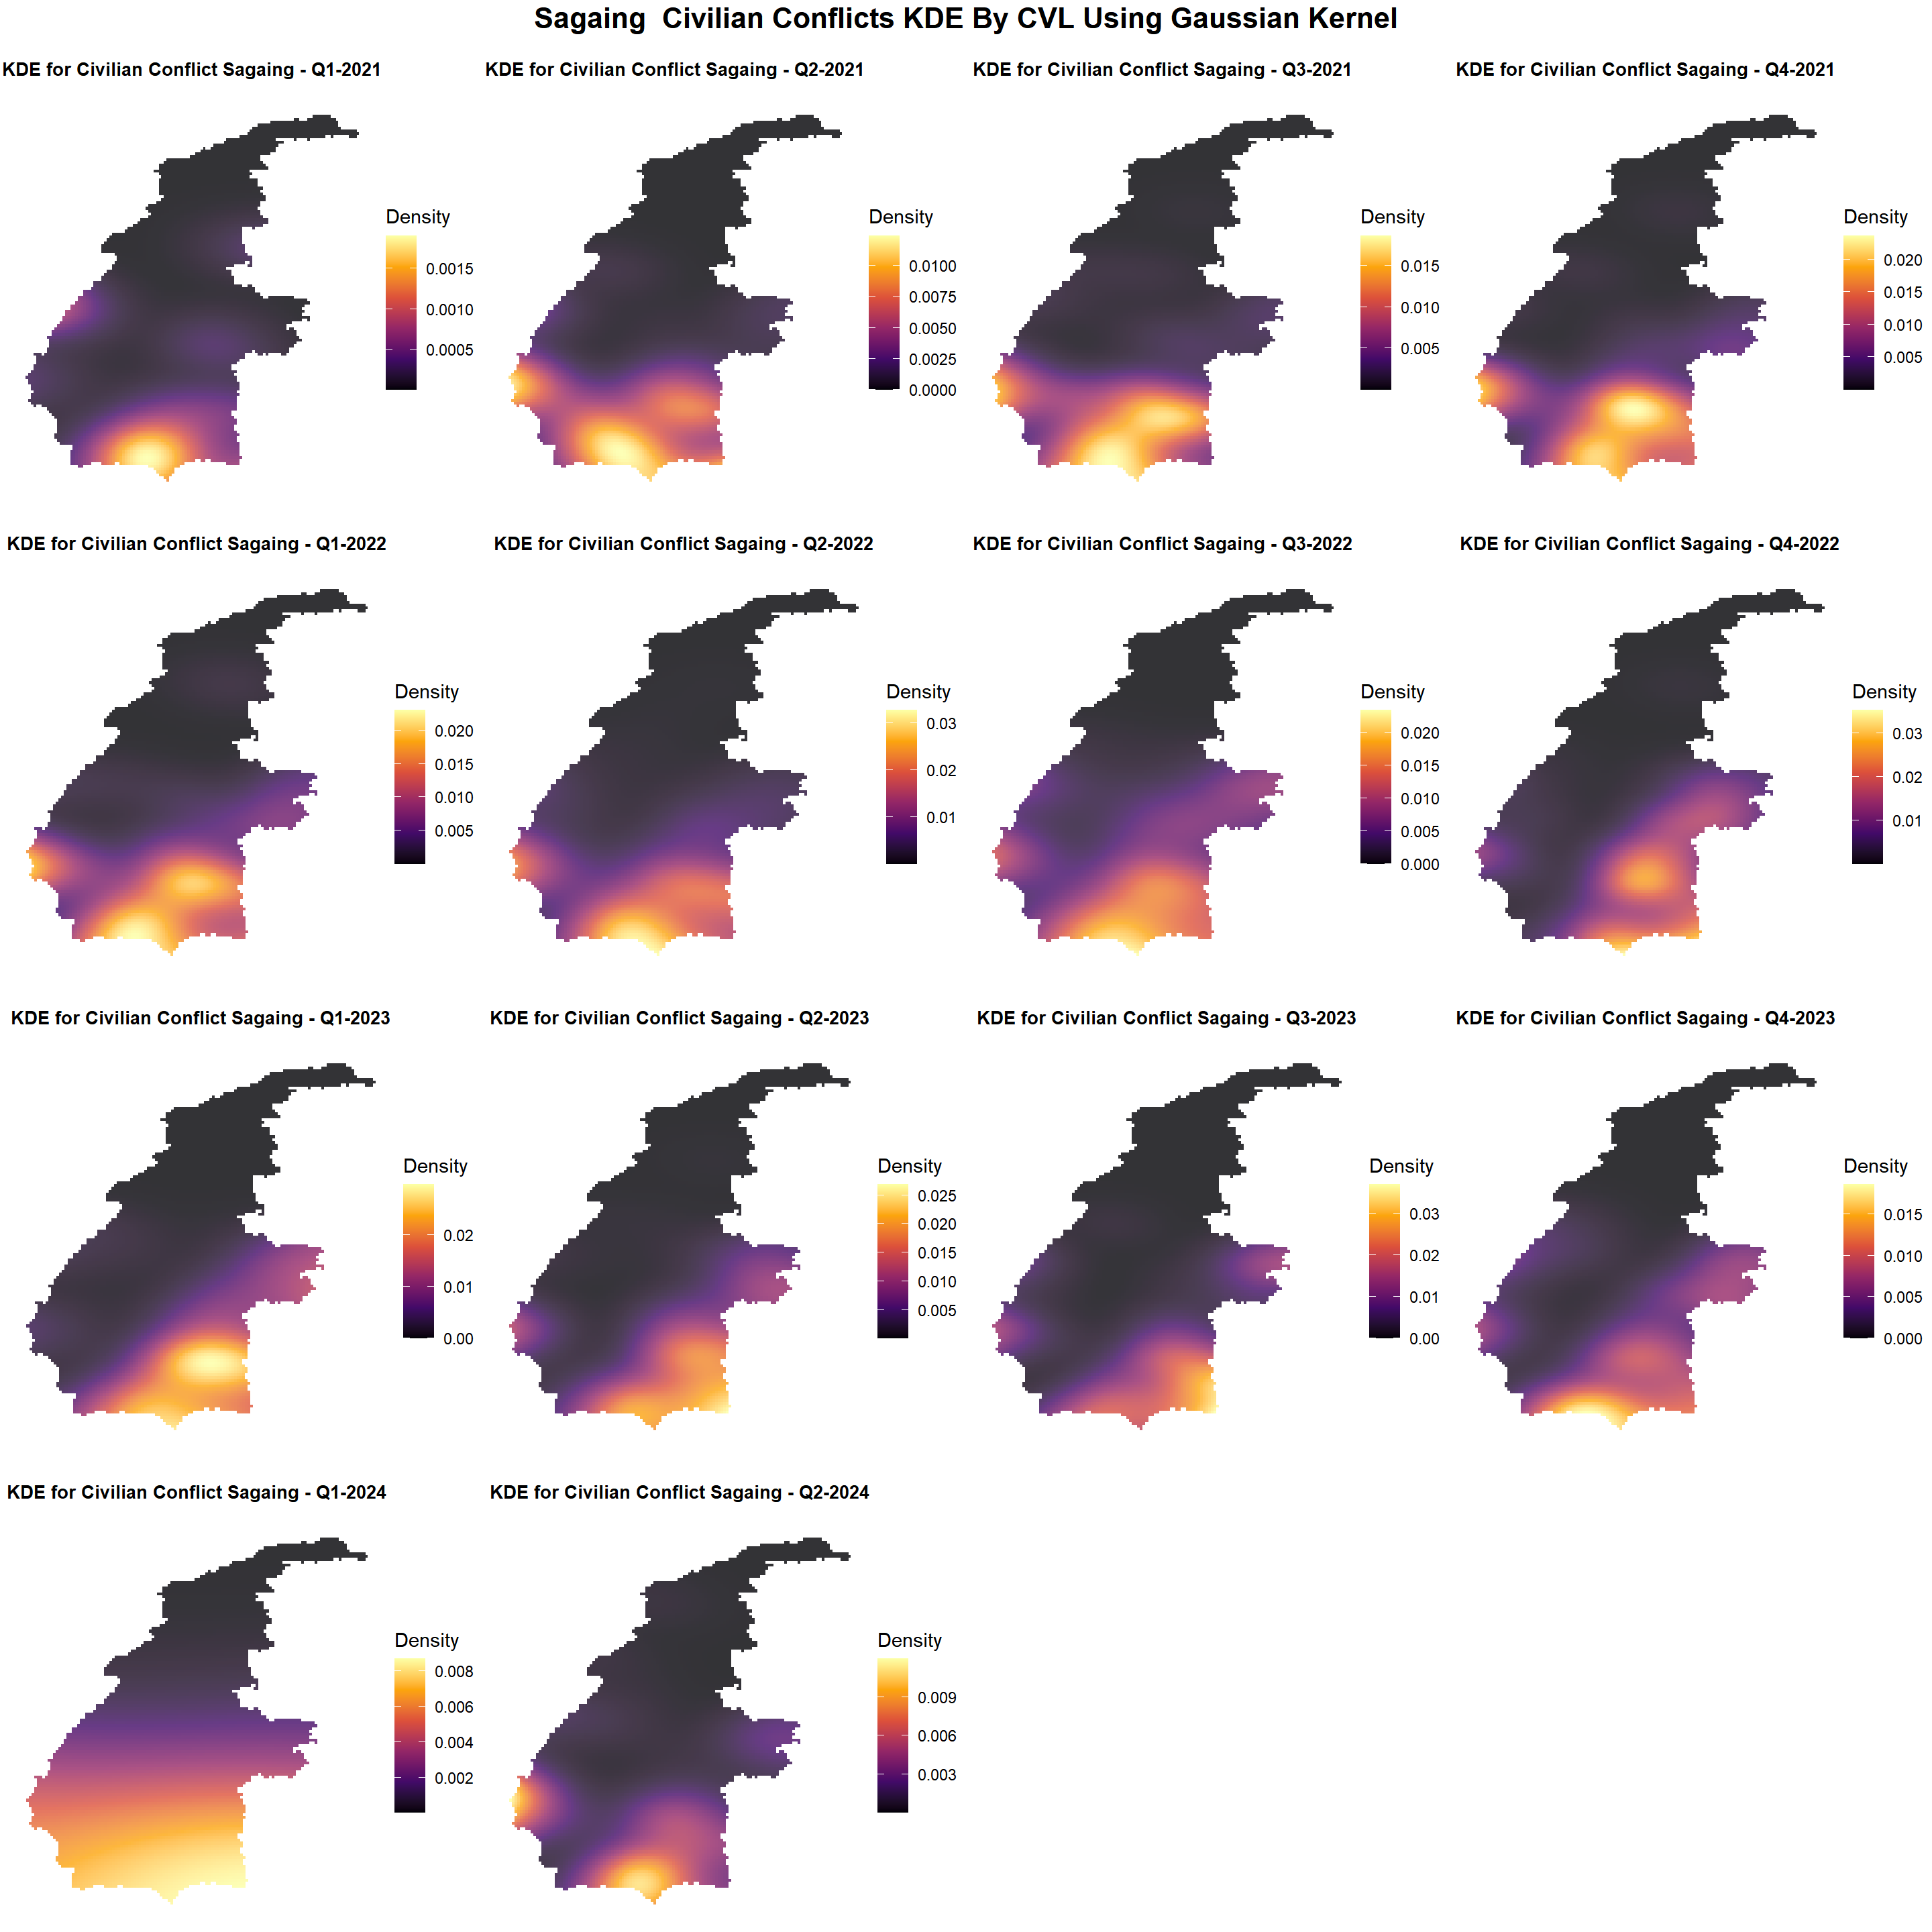 Sagaing  Civilian Conflicts KDE By CVL Using Gaussian Kernel
KDE for Civilian Conflict Sagaing - Q1-2021
Density
0.0015
0.0010
0.0005
KDE for Civilian Conflict Sagaing - Q2-2021
Density
0.0100
0.0075
0.0050
0.0025
0.0000
KDE for Civilian Conflict Sagaing - Q3-2021
Density
0.015
0.010
0.005
KDE for Civilian Conflict Sagaing - Q4-2021
Density
0.020
0.015
0.010
0.005
KDE for Civilian Conflict Sagaing - Q1-2022
Density
0.020
0.015
0.010
0.005
KDE for Civilian Conflict Sagaing - Q2-2022
Density
0.03
0.02
0.01
KDE for Civilian Conflict Sagaing - Q3-2022
Density
0.020
0.015
0.010
0.005
0.000
KDE for Civilian Conflict Sagaing - Q4-2022
Density
0.03
0.02
0.01
KDE for Civilian Conflict Sagaing - Q1-2023
Density
0.02
0.01
0.00
KDE for Civilian Conflict Sagaing - Q2-2023
Density
0.025
0.020
0.015
0.010
0.005
KDE for Civilian Conflict Sagaing - Q3-2023
Density
0.03
0.02
0.01
0.00
KDE for Civilian Conflict Sagaing - Q4-2023
Density
0.015
0.010
0.005
0.000
KDE for Civilian Conflict Sagaing - Q1-2024
Density
0.008
0.006
0.004
0.002
KDE for Civilian Conflict Sagaing - Q2-2024
Density
0.009
0.006
0.003